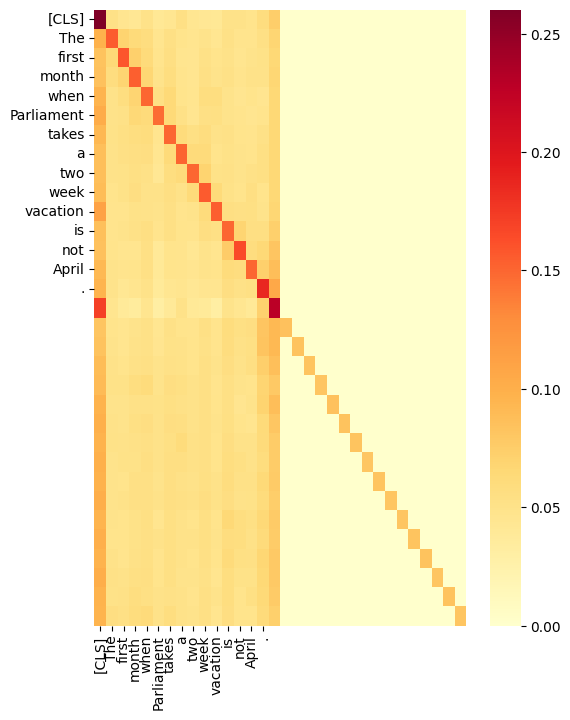 [CLS]
The
first
month
when
Parliament
takes
a
two
week
vacation
is
not
April
.
[CLS]
The
first
month
when
Parliament
takes
a
two
week
vacation
is
not
April
.
0.25
0.20
0.15
0.10
0.05
0.00